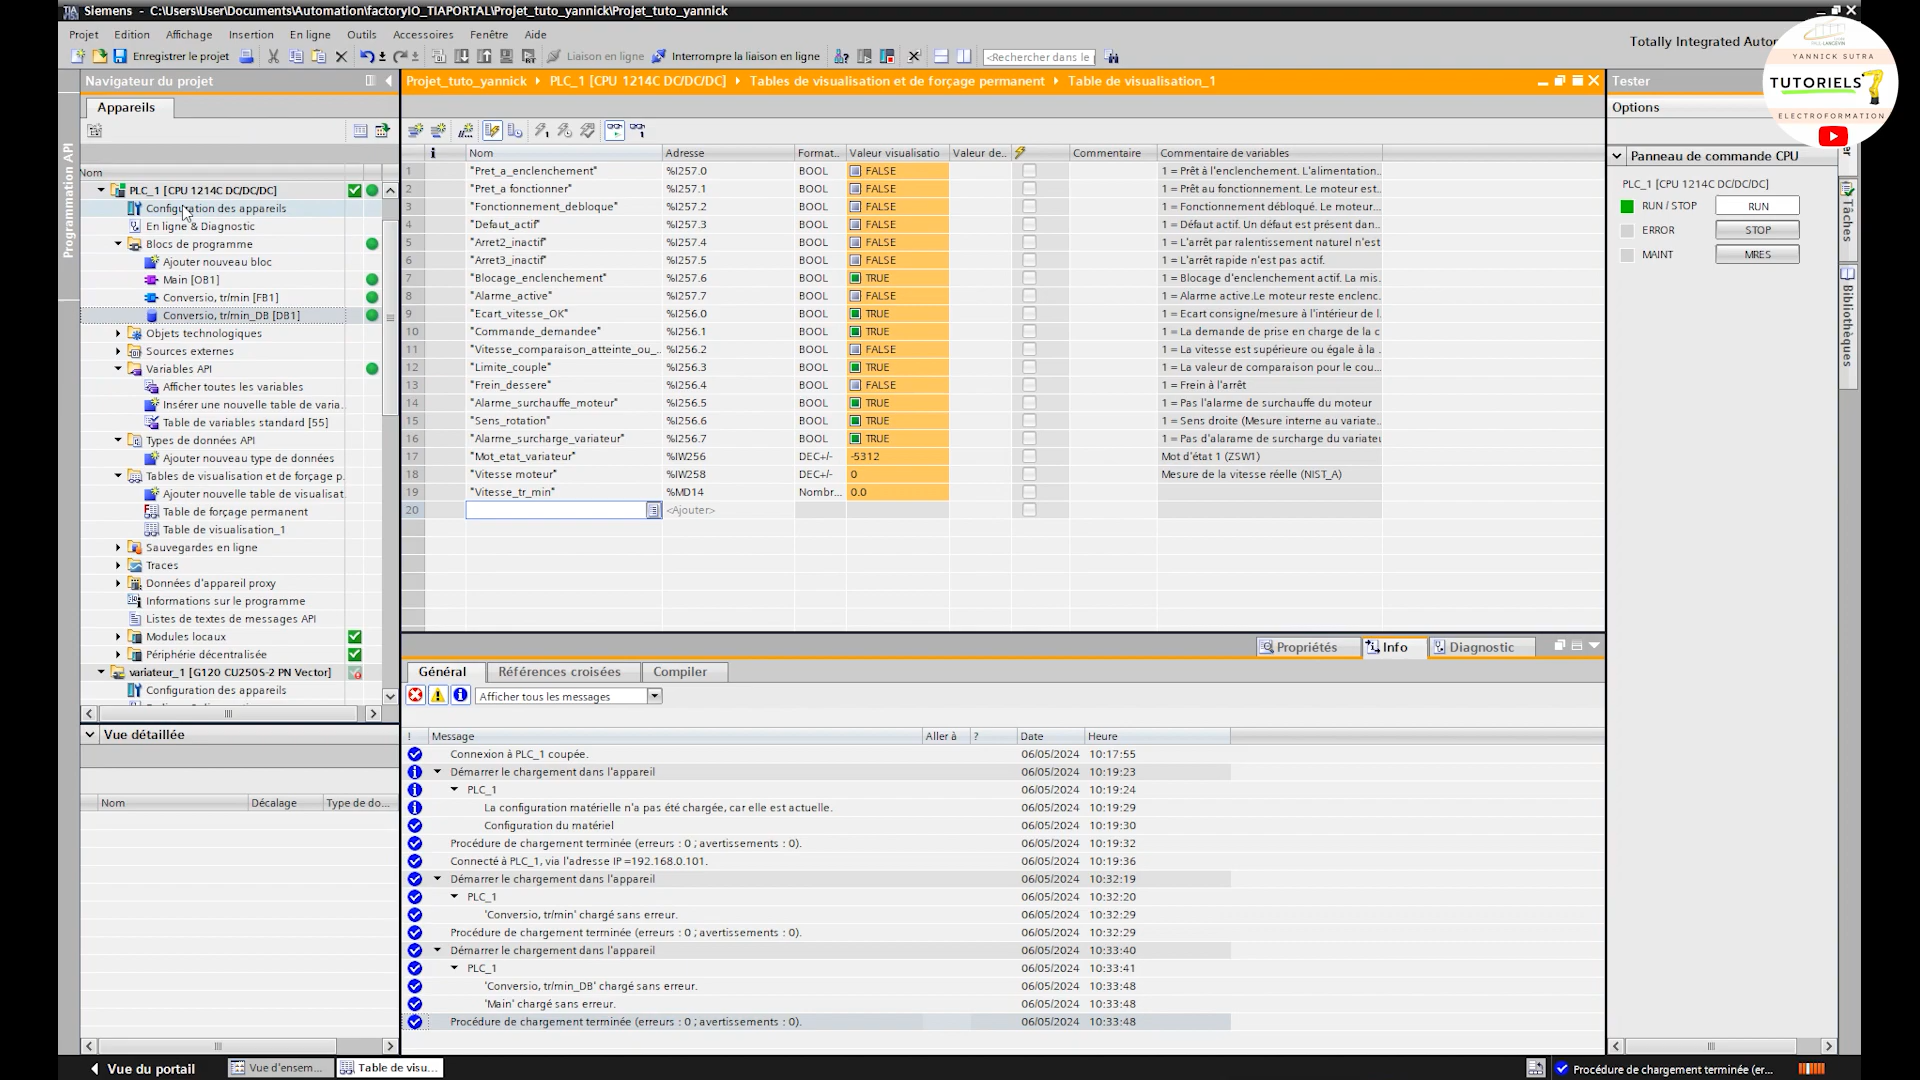 Siemens - C:\Users\User\Documents\Automation\factoryIO_TIAPORTAL\Projet_tuto_yannick\Projet_tuto_yannick
Projet Edition Affichage Insertion En ligne Outils Accessoires Fenêtre Aide
Enregistrer le projet Liaison en ligne Interrompre la liaison en ligne <Rechercher dans le
Totally Integrated Autor
YANNICK SUTRA
TUTORIELS
ELECTROFORMATION
Navigateur du projet
Projet_tuto_yannick PLC_1 [CPU 1214C DC/DC/DC] Tables de visualisation et de forçage permanent Table de visualisation_1
Tester
Appareils
Options
Programmation API
Nom
PLC_1 [CPU 1214C DC/DC/DC]
Configuration des appareils
En ligne & Diagnostic
Blocs de programme
Ajouter nouveau bloc
Main [OB1]
Conversio, tr/min [FB1]
Conversio, tr/min_DB [DB1]
Objets technologiques
Sources externes
Variables API
Afficher toutes les variables
Insérer une nouvelle table de varia.
Table de variables standard [55]
Types de données API
Ajouter nouveau type de données
Tables de visualisation et de forçage p.
Ajouter nouvelle table de visualisat
Table de forçage permanent
Table de visualisation_1
Sauvegardes en ligne
Traces
Données d'appareil proxy
Informations sur le programme
Listes de textes de messages API
Modules locaux
Périphérie décentralisée
variateur_1 [G120 CU250S-2 PN Vector]
Configuration des appareils
Vue détaillée
Nom Décalage Type de do...
i Nom Adresse Format.. Valeur visualisatio Valeur de.. Commentaire Commentaire de variables
1 "Pret_a_enclenchement" %I257.0 BOOL FALSE 1 = Prêt à l'enclenchement. L'alimentation..
2 "Pret_a fonctionner" %I257.1 BOOL FALSE 1 = Prêt au fonctionnement. Le moteur est..
3 "Fonctionnement_debloque" %I257.2 BOOL FALSE 1 = Fonctionnement débloqué. Le moteur...
4 "Defaut_actif" %I257.3 BOOL FALSE 1 = Défaut actif. Un défaut est présent dan..
5 "Arret2_inactif" %I257.4 BOOL FALSE 1 = L'arrêt par ralentissement naturel n'est
6 "Arret3_inactif" %I257.5 BOOL FALSE 1 = L'arrêt rapide n'est pas actif.
7 "Blocage_enclenchement" %I257.6 BOOL TRUE 1 = Blocage d'enclenchement actif. La mis..
8 "Alarme_active" %I257.7 BOOL FALSE 1 = Alarme active.Le moteur reste enclenc..
9 "Ecart_vitesse_OK" %I256.0 BOOL TRUE 1 = Ecart consigne/mesure à l'intérieur de l..
10 "Commande_demandee" %I256.1 BOOL TRUE 1 = La demande de prise en charge de la c
11 "Vitesse_comparaison_atteinte_ou_.. %I256.2 BOOL FALSE 1 = La vitesse est supérieure ou égale à la ..
12 "Limite_couple" %I256.3 BOOL TRUE 1 = La valeur de comparaison pour le cou...
13 "Frein_dessere" %I256.4 BOOL FALSE 1 = Frein à l'arrêt
14 "Alarme_surchauffe_moteur" %I256.5 BOOL TRUE 1 = Pas l'alarme de surchauffe du moteur
15 "Sens_rotation" %I256.6 BOOL TRUE 1 = Sens droite (Mesure interne au variate..
16 "Alarme_surcharge_variateur" %I256.7 BOOL TRUE 1 = Pas d'alarame de surcharge du variateu
17 "Mot_etat_variateur" %IW256 DEC+/- -5312 Mot d'état 1 (ZSW1)
18 "Vitesse moteur" %IW258 DEC+/- 0 Mesure de la vitesse réelle (NIST_A)
19 "Vitesse_tr_min" %MD14 Nombr... 0.0
20 <Ajouter>
Propriétés Info Diagnostic
Général Références croisées Compiler
Afficher tous les messages
! Message Aller à ? Date Heure
Connexion à PLC_1 coupée. 06/05/2024 10:17:55
Démarrer le chargement dans l'appareil 06/05/2024 10:19:23
PLC_1 06/05/2024 10:19:24
La configuration matérielle n'a pas été chargée, car elle est actuelle. 06/05/2024 10:19:29
Configuration du matériel 06/05/2024 10:19:30
Procédure de chargement terminée (erreurs : 0 ; avertissements : 0). 06/05/2024 10:19:32
Connecté à PLC_1, via l'adresse IP =192.168.0.101. 06/05/2024 10:19:36
Démarrer le chargement dans l'appareil 06/05/2024 10:32:19
PLC_1 06/05/2024 10:32:20
'Conversio, tr/min' chargé sans erreur. 06/05/2024 10:32:29
Procédure de chargement terminée (erreurs : 0 ; avertissements : 0). 06/05/2024 10:32:29
Démarrer le chargement dans l'appareil 06/05/2024 10:33:40
PLC_1 06/05/2024 10:33:41
'Conversio, tr/min_DB' chargé sans erreur. 06/05/2024 10:33:48
'Main' chargé sans erreur. 06/05/2024 10:33:48
Procédure de chargement terminée (erreurs : 0 ; avertissements : 0). 06/05/2024 10:33:48
Panneau de commande CPU
PLC_1 [CPU 1214C DC/DC/DC]
RUN / STOP RUN
ERROR STOP
MAINT MRES
Tâches
Bibliothèques
Vue du portail Vue d'ensem... Table de visu... Procédure de chargement terminée (er...